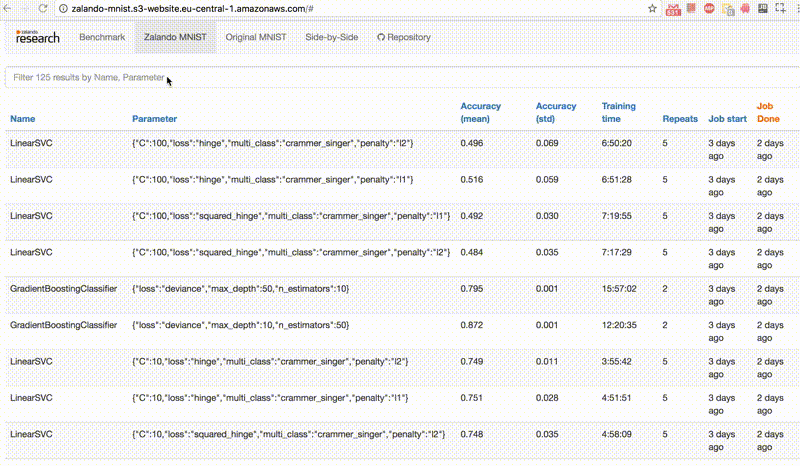 zalando-mnist.s3-website.eu-central-1.amazonaws.com/#
zalando
research Benchmark Zalando MNIST Original MNIST Side-by-Side Repository
Filter 125 results by Name, Parameter
Name Parameter Accuracy (mean) Accuracy (std) Training time Repeats Job start Job Done
LinearSVC {"C":100,"loss":"hinge","multi_class":"crammer_singer","penalty":"l2"} 0.496 0.069 6:50:20 5 3 days ago 2 days ago
LinearSVC {"C":100,"loss":"hinge","multi_class":"crammer_singer","penalty":"l1"} 0.516 0.059 6:51:28 5 3 days ago 2 days ago
LinearSVC {"C":100,"loss":"squared_hinge","multi_class":"crammer_singer","penalty":"l1"} 0.492 0.030 7:19:55 5 3 days ago 2 days ago
LinearSVC {"C":100,"loss":"squared_hinge","multi_class":"crammer_singer","penalty":"l2"} 0.484 0.035 7:17:29 5 3 days ago 2 days ago
GradientBoostingClassifier {"loss":"deviance","max_depth":50,"n_estimators":10} 0.795 0.001 15:57:02 2 3 days ago 2 days ago
GradientBoostingClassifier {"loss":"deviance","max_depth":10,"n_estimators":50} 0.872 0.001 12:20:35 2 3 days ago 2 days ago
LinearSVC {"C":10,"loss":"hinge","multi_class":"crammer_singer","penalty":"l2"} 0.749 0.011 3:55:42 5 3 days ago 2 days ago
LinearSVC {"C":10,"loss":"hinge","multi_class":"crammer_singer","penalty":"l1"} 0.751 0.028 4:51:51 5 3 days ago 2 days ago
LinearSVC {"C":10,"loss":"squared_hinge","multi_class":"crammer_singer","penalty":"l2"} 0.748 0.035 4:58:09 5 3 days ago 2 days ago